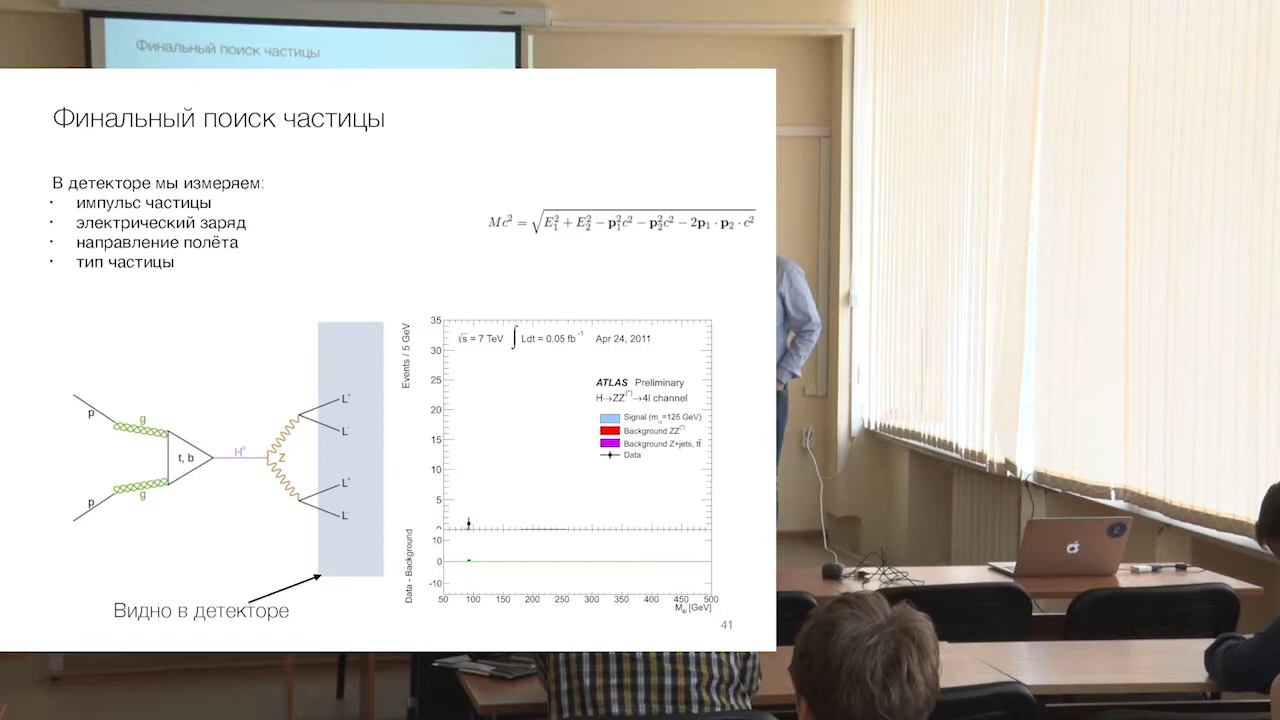 Финальный поиск частицы
Финальный поиск частицы
В детекторе мы измеряем:
• импульс частицы
• электрический заряд
• направление полёта
• тип частицы
Mc² = √E₁² + E₂² − p₁²c² − p₂²c² − 2p₁ · p₂ · c²
p
g
t, b
H⁰
Z
L⁺
L⁻
L⁺
L⁻
g
p
Видно в детекторе
Events / 5 GeV
35
30
25
20
15
10
5
√s = 7 TeV ∫ Ldt = 0.05 fb⁻¹ Apr 24, 2011
ATLAS Preliminary
H→ZZ⁽*⁾→4l channel
Signal (m_H=125 GeV)
Background ZZ⁽*⁾
Background Z+jets, tt̄
Data
Data - Background
10
0
-10
50 100 150 200 250 300 350 400 450 500
M₄ₗ [GeV]
41